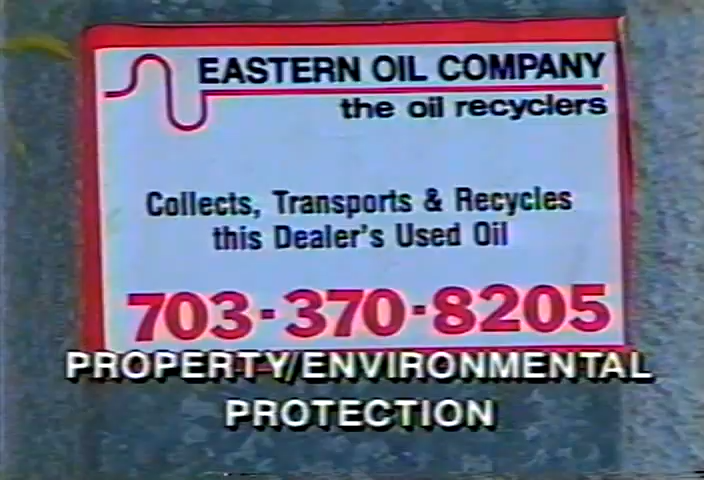 EASTERN OIL COMPANY
the oil recyclers
Collects, Transports & Recycles
this Dealer's Used Oil
703-370-8205
PROPERTY/ENVIRONMENTAL
PROTECTION